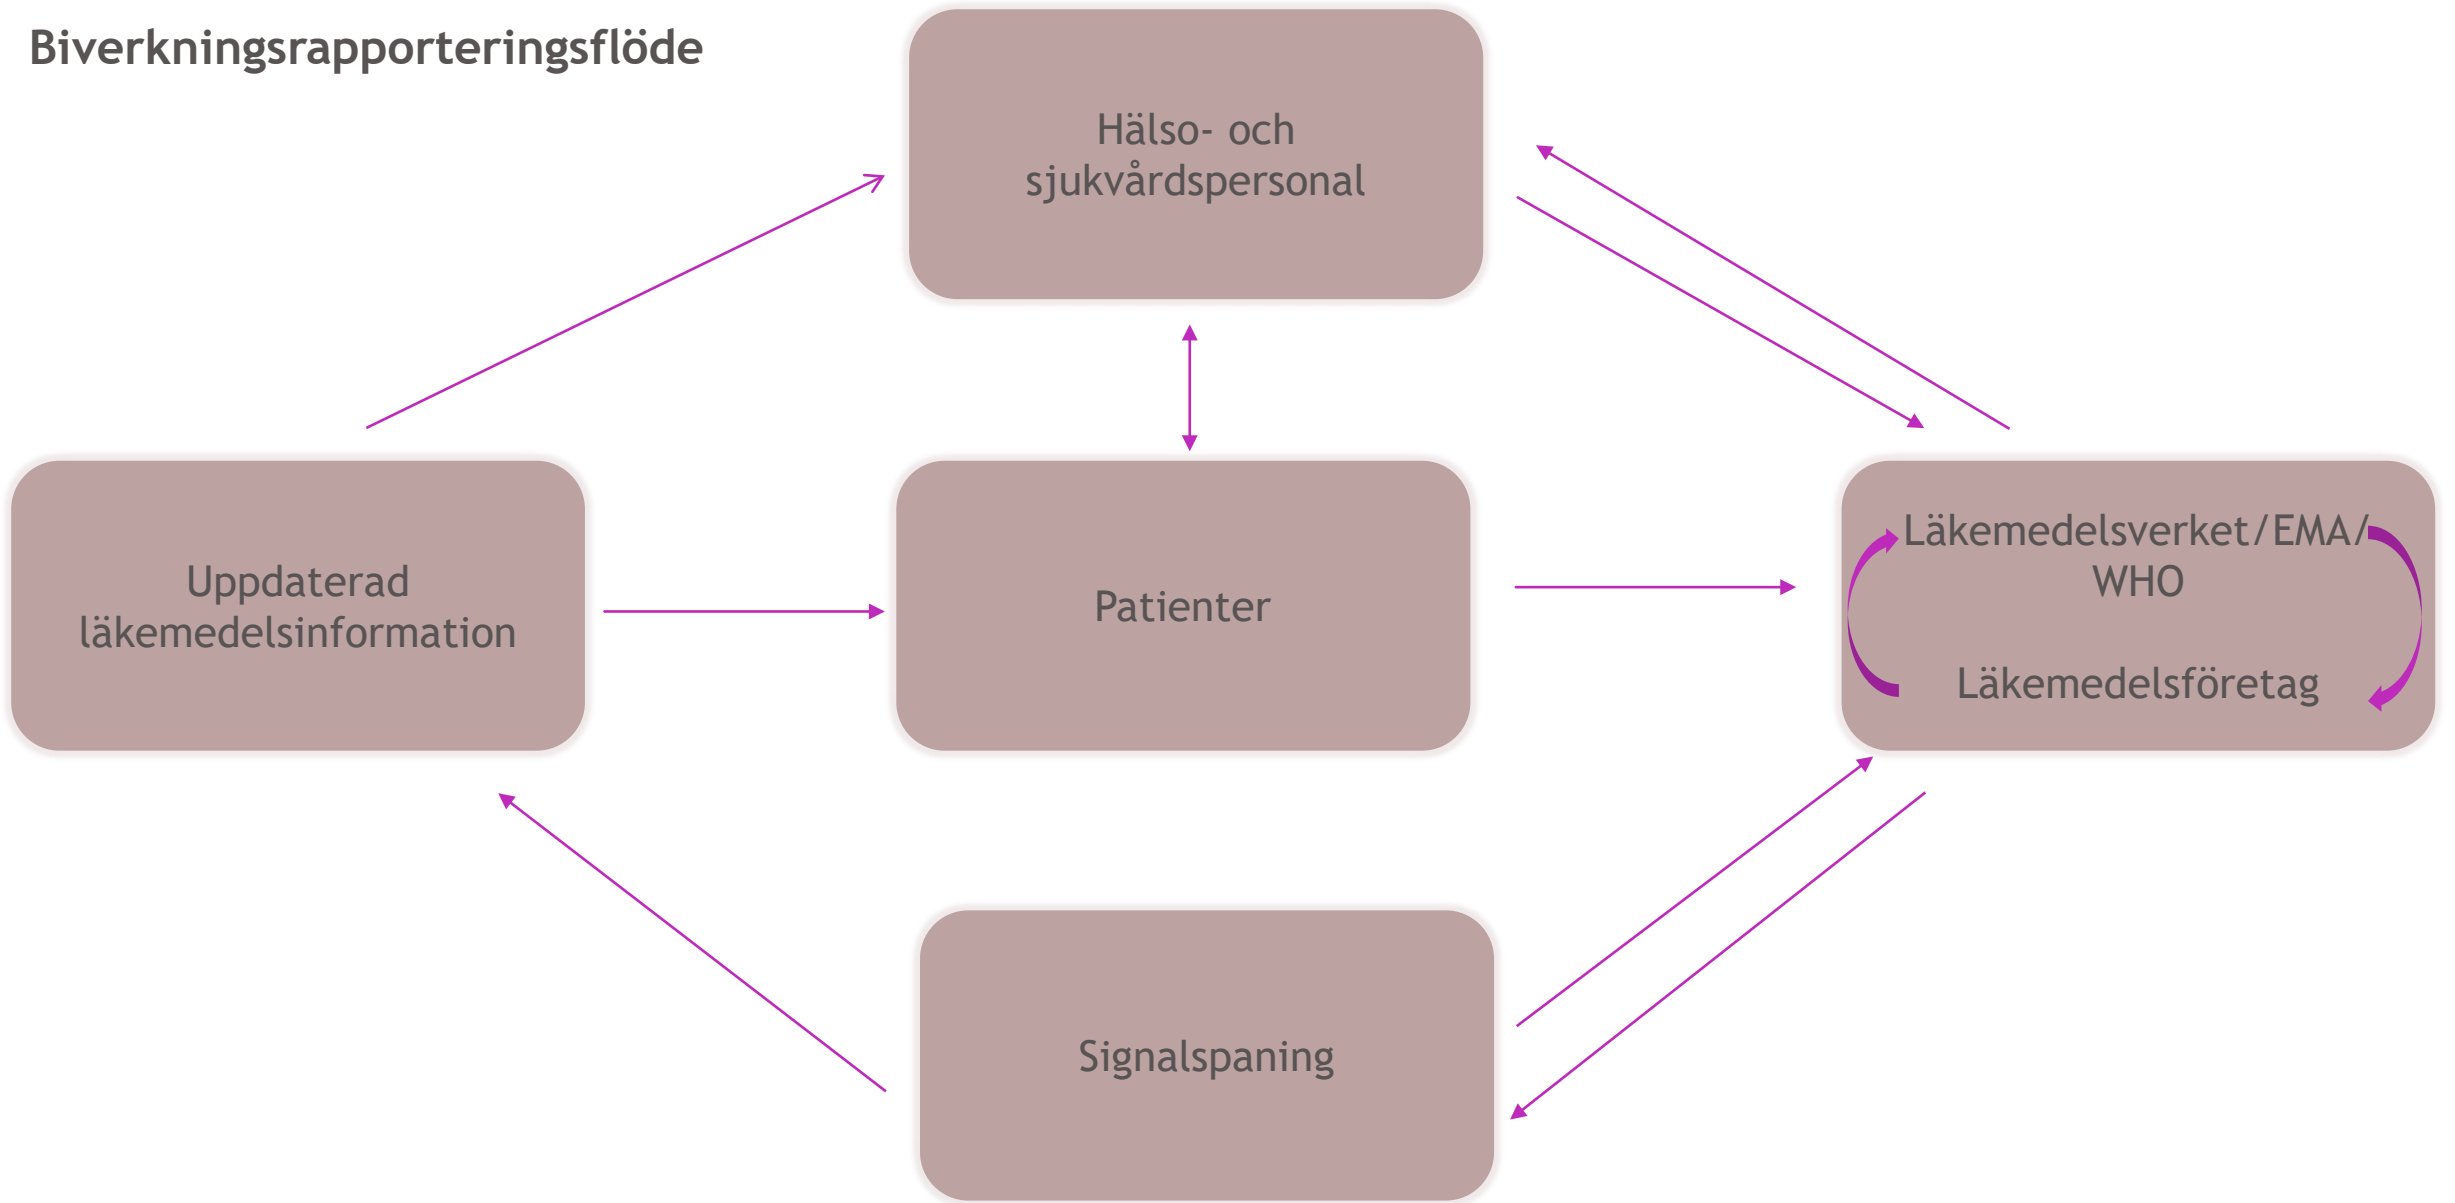 Biverkningsrapporteringsflöde
Hälso- och
sjukvårdspersonal
Uppdaterad
läkemedelsinformation
Patienter
Läkemedelsverket/EMA/
WHO
Läkemedelsföretag
Signalspaning